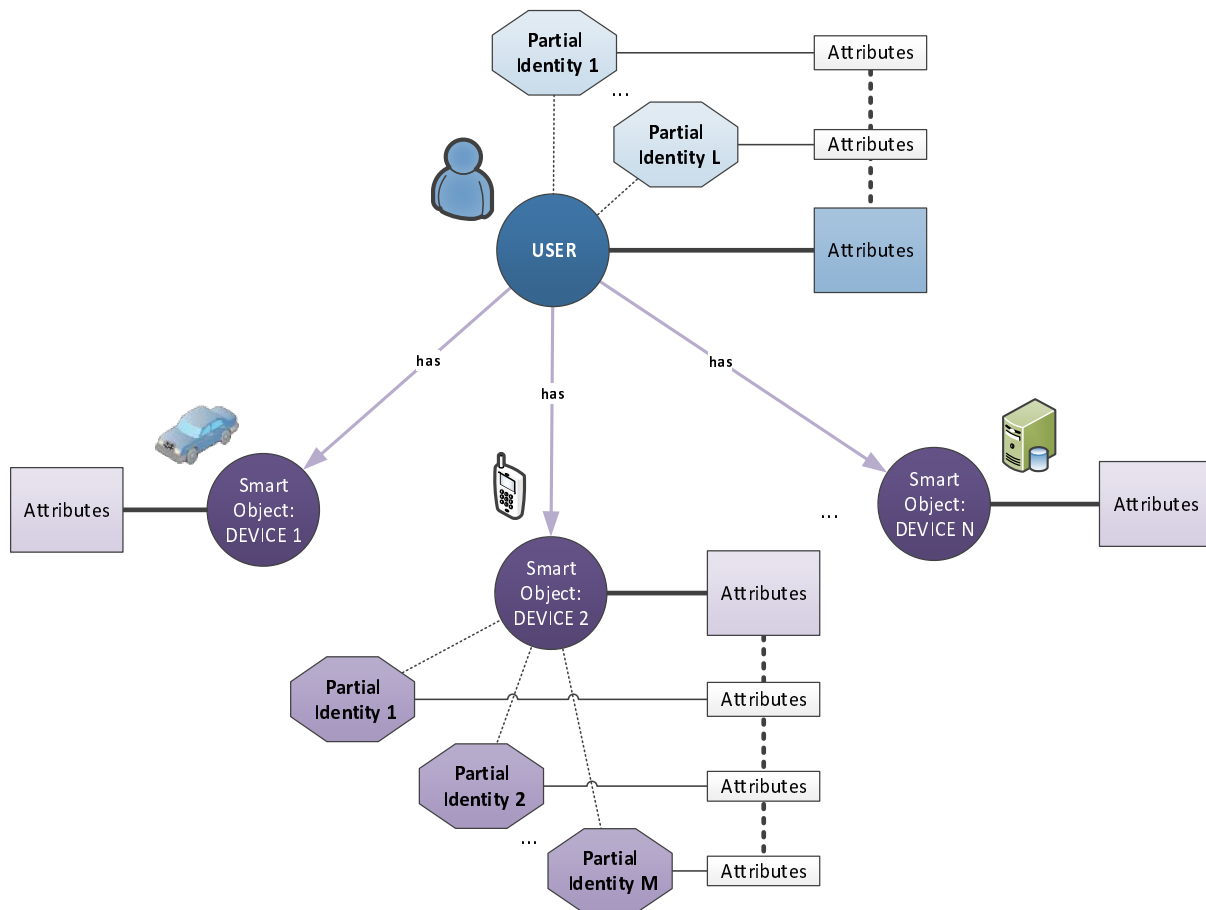 Partial
Identity 1
Attributes
...
Partial
Identity L
Attributes
USER
Attributes
has
has
has
Attributes
Smart
Object:
DEVICE 1
...
Smart
Object:
DEVICE N
Attributes
Smart
Object:
DEVICE 2
Attributes
Partial
Identity 1
Attributes
Partial
Identity 2
Attributes
...
Partial
Identity M
Attributes